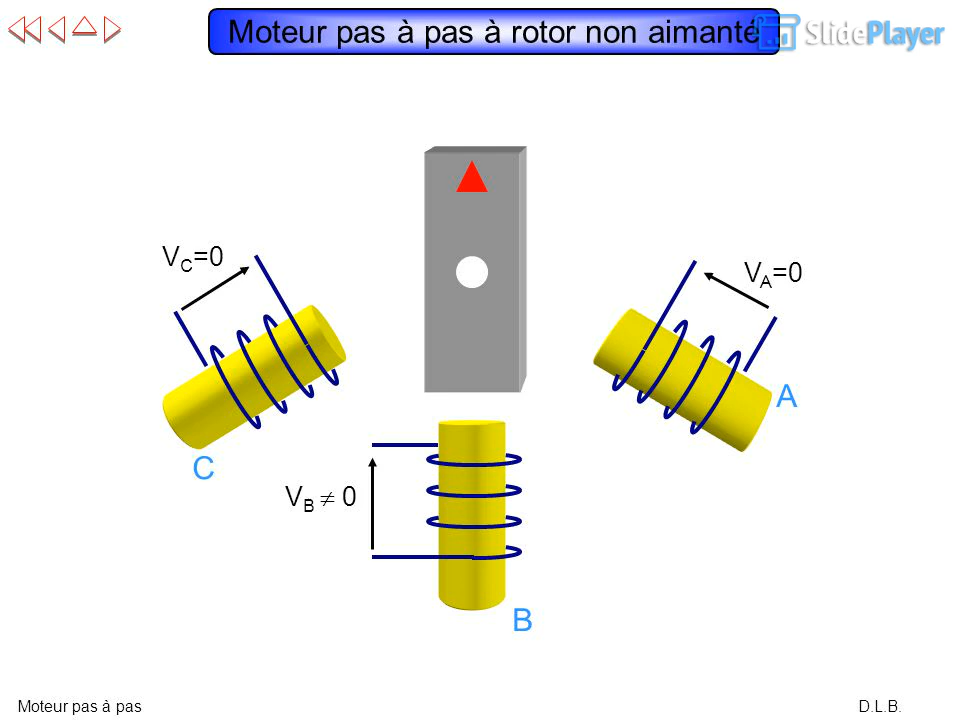 Moteur pas à pas à rotor non aimanté
SlidePlayer
VC=0
VA=0
A
C
VB ≠ 0
B
Moteur pas à pas
D.L.B.